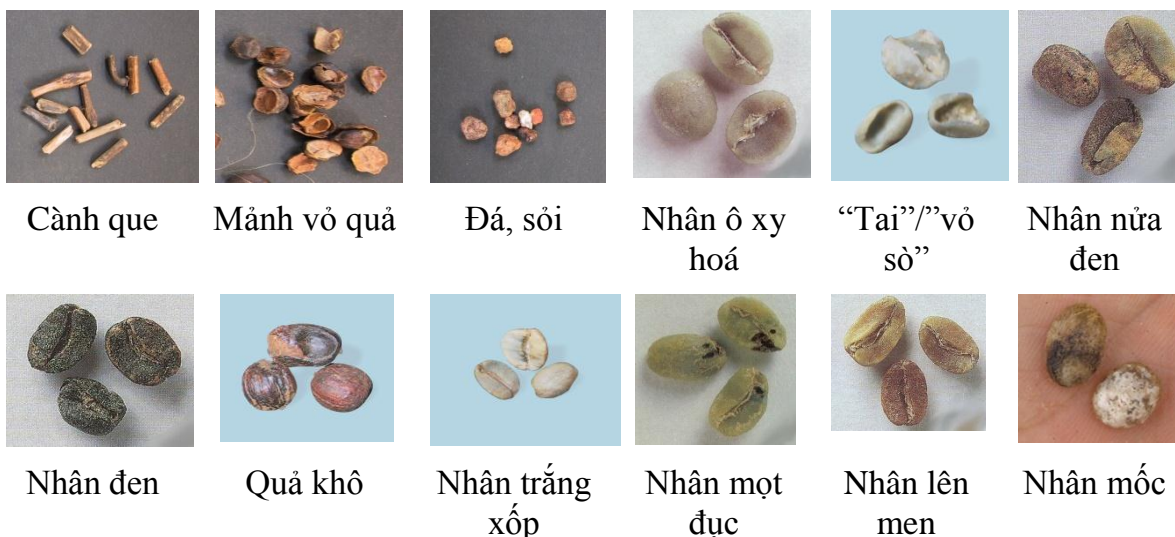 Cành que
Mảnh vỏ quả
Đá, sỏi
Nhân ô xy
hoá
“Tai”/”vỏ
sò”
Nhân nửa
đen
Nhân đen
Quả khô
Nhân trắng
xốp
Nhân mọt
đục
Nhân lên
men
Nhân mốc